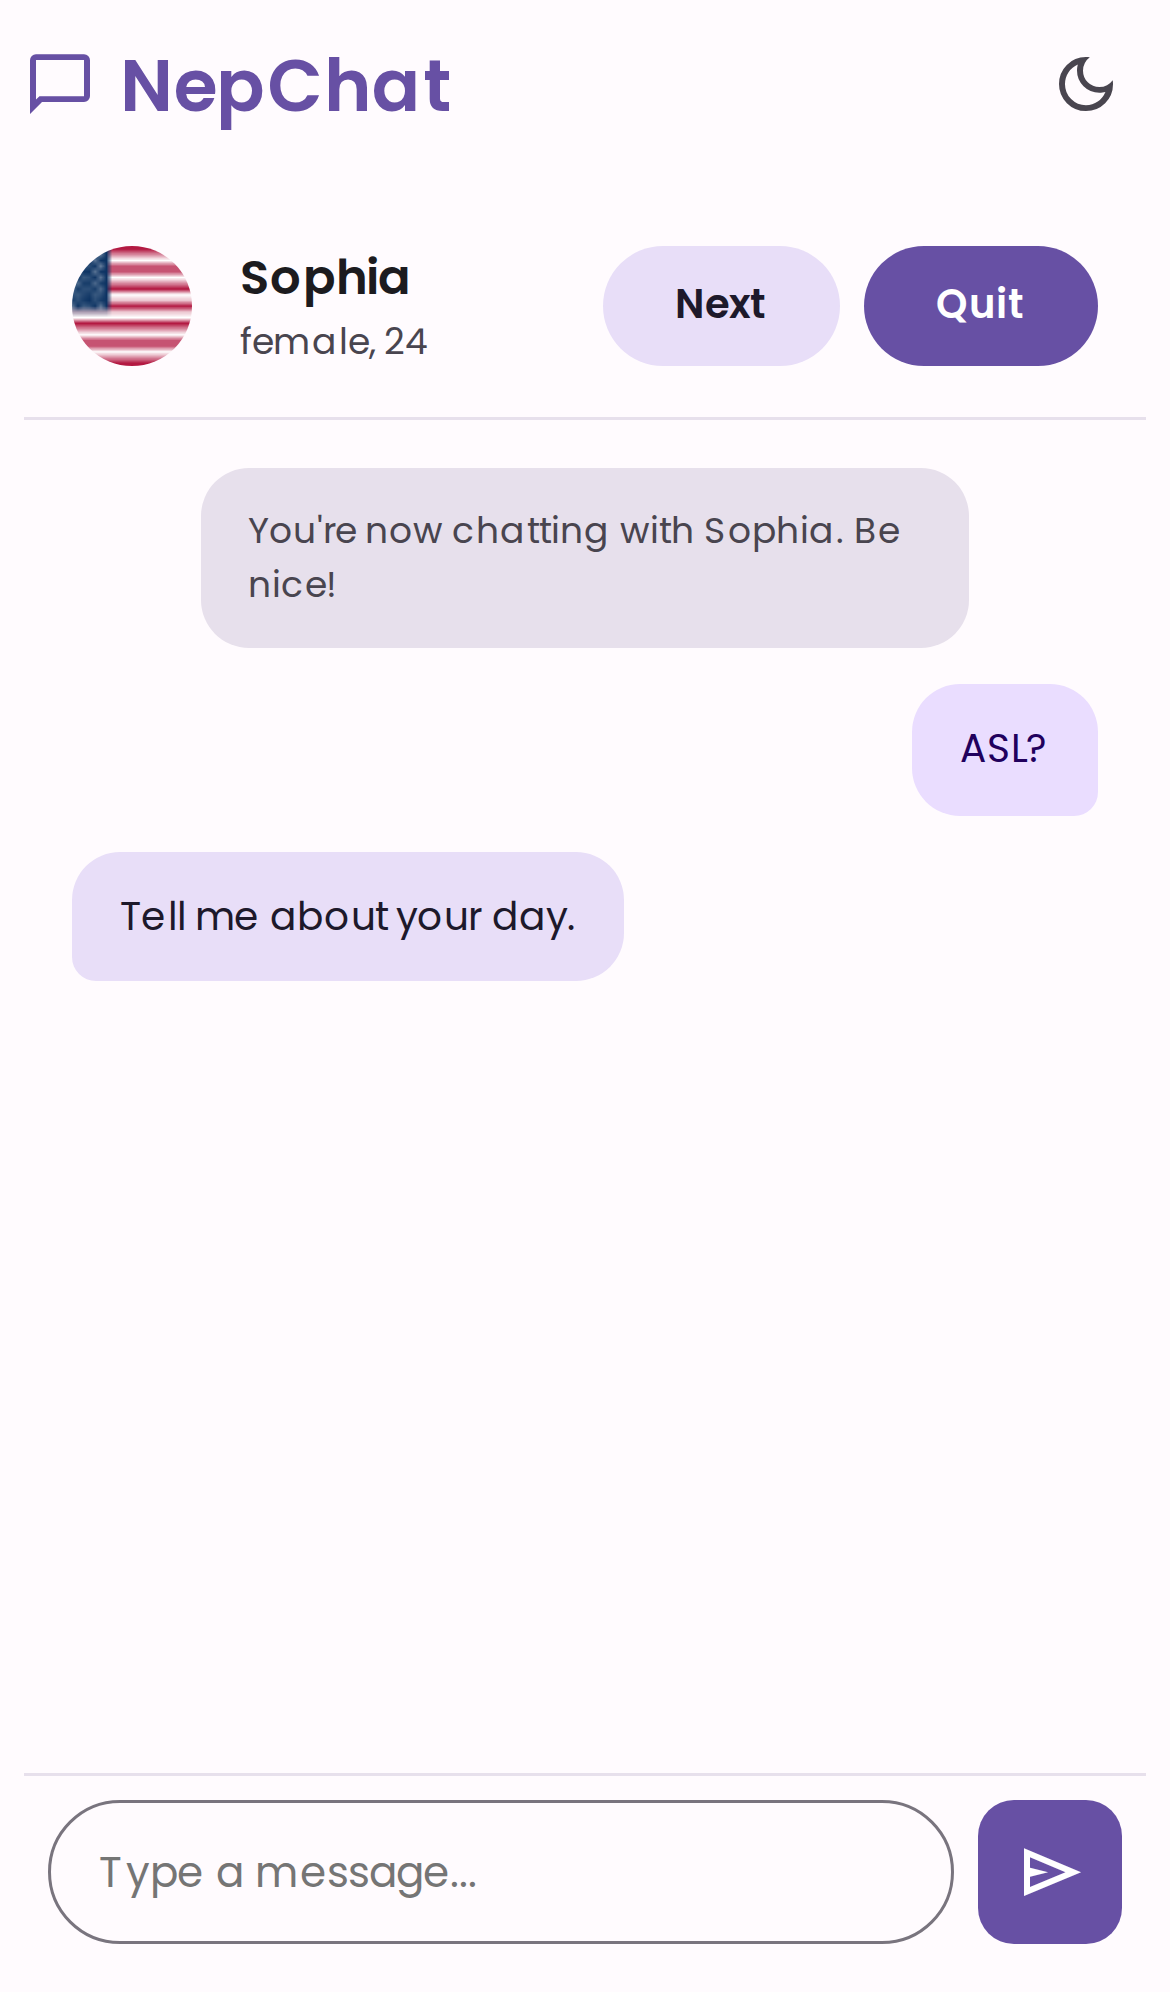 NepChat
Sophia
female, 24
Next
Quit
You're now chatting with Sophia. Be
nice!
ASL?
Tell me about your day.
Type a message...